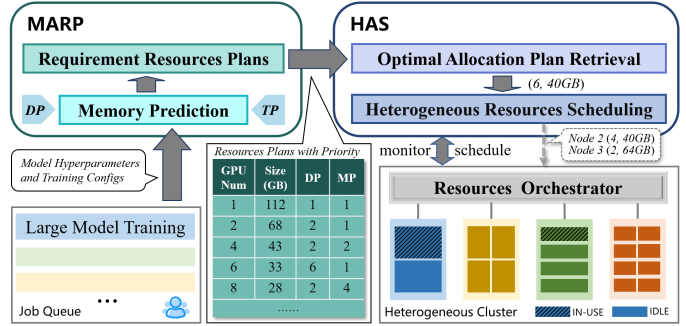 MARP
Requirement Resources Plans
DP
Memory Prediction
TP
HAS
Optimal Allocation Plan Retrieval
(6, 40GB)
Heterogeneous Resources Scheduling
Model Hyperparameters
and Training Configs
Resources Plans with Priority
GPU Num Size (GB) DP MP
1 112 1 1
2 68 2 1
4 43 2 2
6 33 6 1
8 28 2 4
......
monitor schedule
Node 2 (4, 40GB)
Node 3 (2, 64GB)
Large Model Training
•••
Job Queue
Resources Orchestrator
Heterogeneous Cluster
IN-USE
IDLE